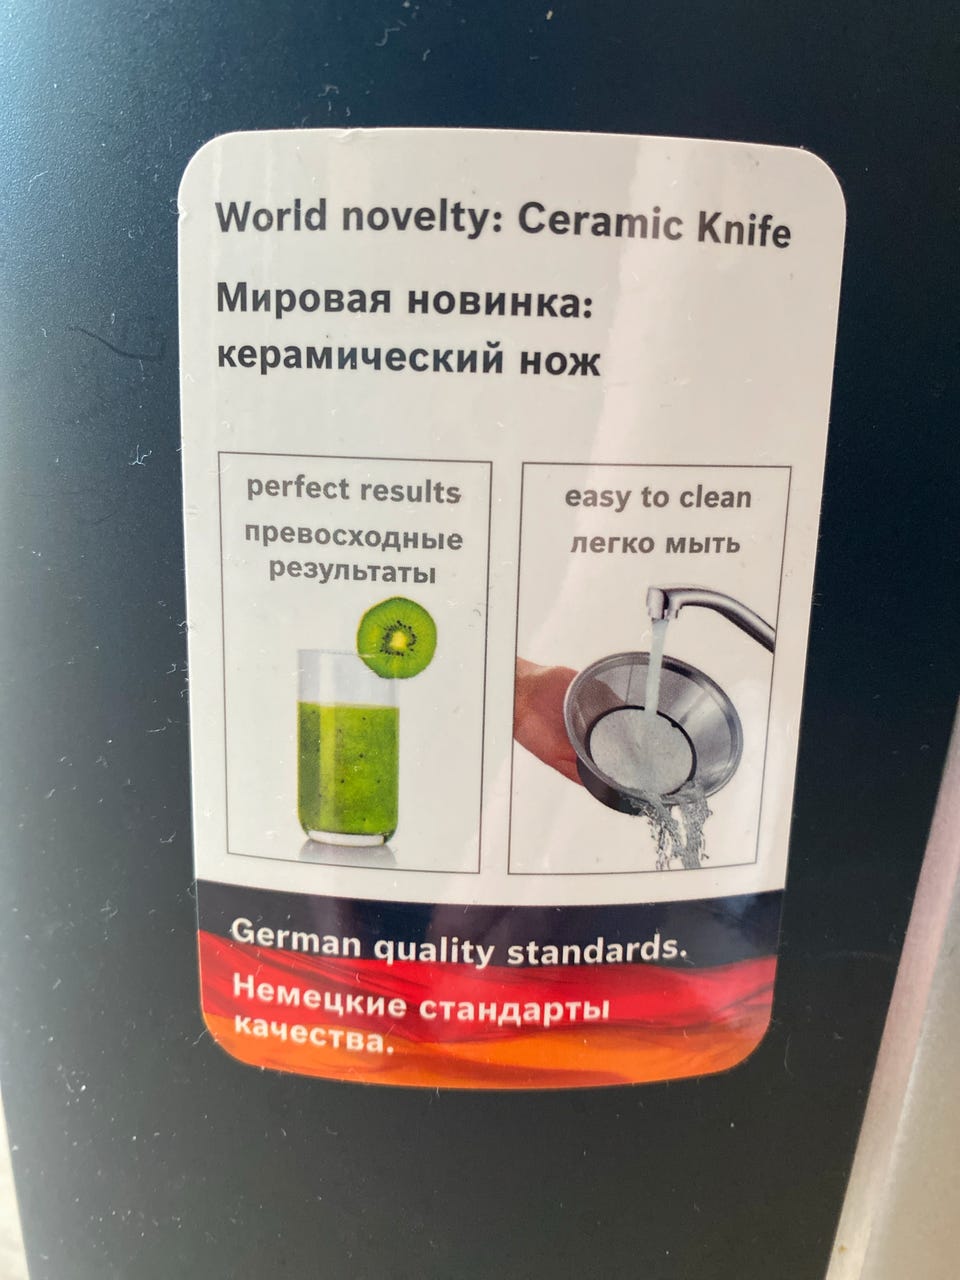 World novelty: Ceramic Knife
Мировая новинка:
керамический нож
perfect results
превосходные
результаты
easy to clean
легко мыть
German quality standards.
Немецкие стандарты
качества.